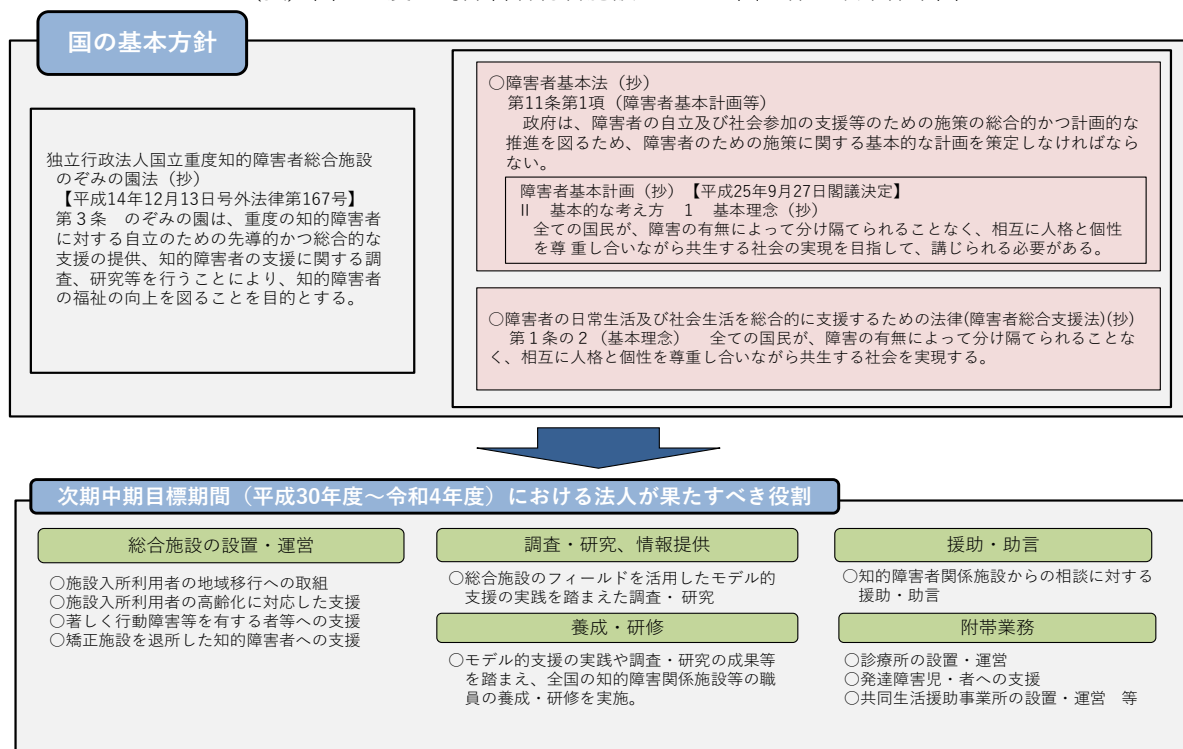 国の基本方針
独立行政法人国立重度知的障害者総合施設
のぞみの園法（抄）
【平成14年12月13日号外法律第167号】
第３条　のぞみの園は、重度の知的障害者
に対する自立のための先導的かつ総合的な
支援の提供、知的障害者の支援に関する調
査、研究等を行うことにより、知的障害者
の福祉の向上を図ることを目的とする。
○障害者基本法（抄）
第11条第1項（障害者基本計画等）
政府は、障害者の自立及び社会参加の支援等のための施策の総合的かつ計画的な
推進を図るため、障害者のための施策に関する基本的な計画を策定しなければなら
ない。
障害者基本計画（抄）【平成25年9月27日閣議決定】
Ⅱ　基本的な考え方　１　基本理念（抄）
全ての国民が、障害の有無によって分け隔てられることなく、相互に人格と個性
を尊 重し合いながら共生する社会の実現を目指して、講じられる必要がある。
○障害者の日常生活及び社会生活を総合的に支援するための法律(障害者総合支援法)(抄)
第１条の２（基本理念）　全ての国民が、障害の有無によって分け隔てられることな
く、相互に人格と個性を尊重し合いながら共生する社会を実現する。
次期中期目標期間（平成30年度～令和4年度）における法人が果たすべき役割
総合施設の設置・運営
○施設入所利用者の地域移行への取組
○施設入所利用者の高齢化に対応した支援
○著しく行動障害等を有する者等への支援
○矯正施設を退所した知的障害者への支援
調査・研究、情報提供
○総合施設のフィールドを活用したモデル的
支援の実践を踏まえた調査・ 研究
養成・研修
○モデル的支援の実践や調査・研究の成果等
を踏まえ、全国の知的障害関係施設等の職
員の養成・研修を実施。
援助・助言
○知的障害者関係施設からの相談に対する
援助・助言
附帯業務
○診療所の設置・運営
○発達障害児・者への支援
○共同生活援助事業所の設置・運営　等